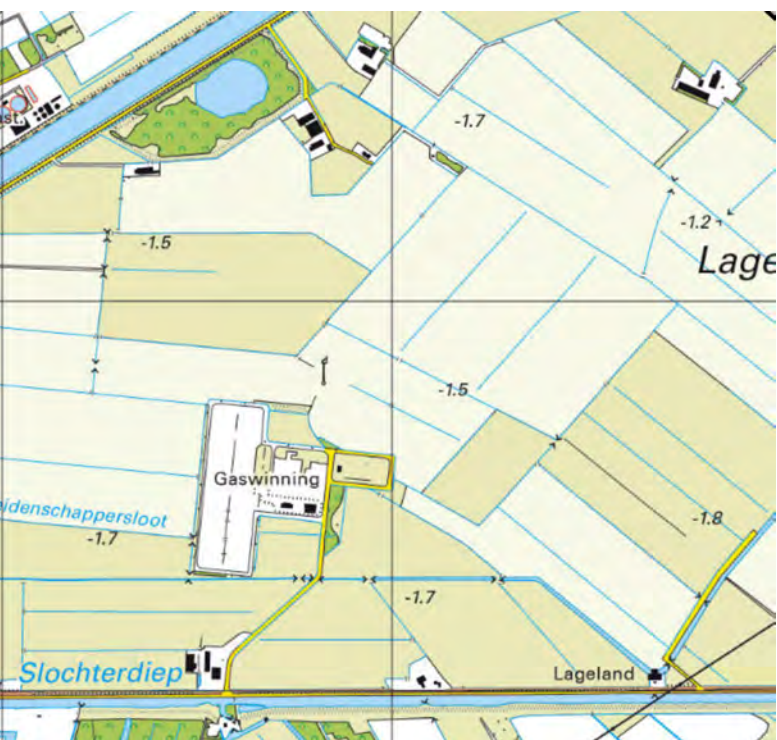 st.
-1.7
-1.2
-1.5
Lage
-1.5
Gaswinning
idenschappersloot
-1.7
-1.8
-1.7
Slochterdiep
Lageland